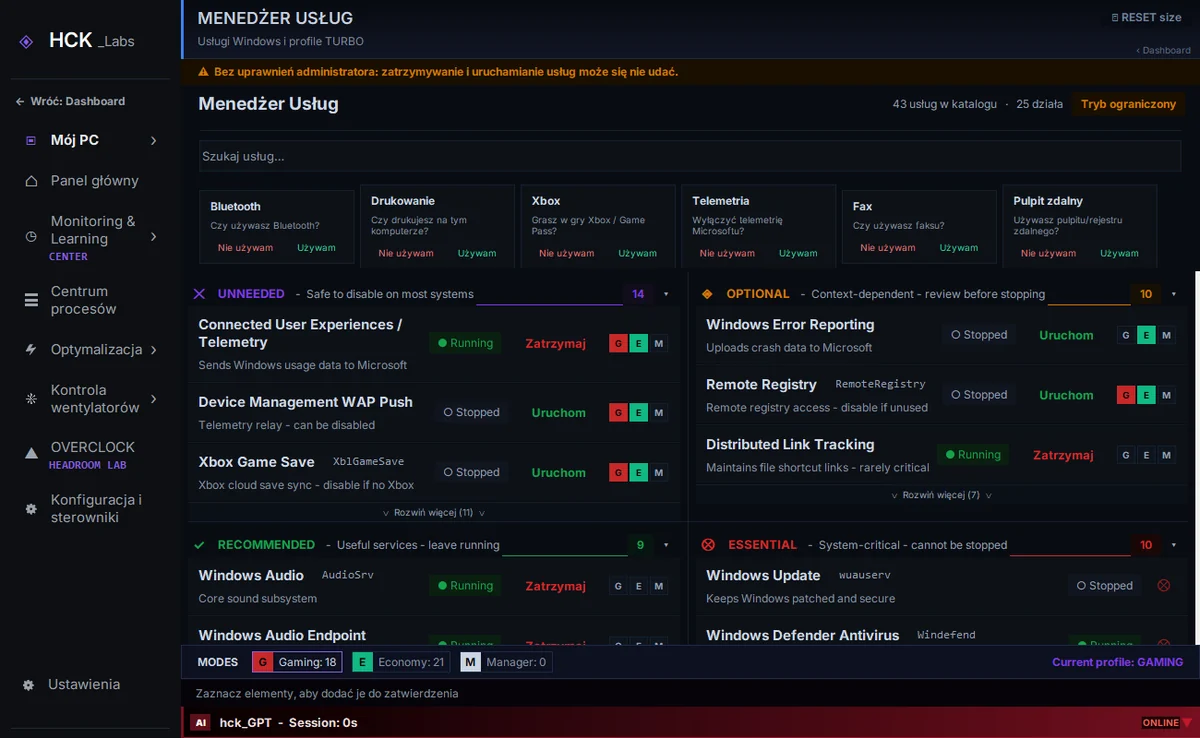 HCK _Labs
← Wróć: Dashboard
Mój PC
Panel główny
Monitoring &
Learning
CENTER
Centrum
procesów
Optymalizacja
Kontrola
wentylatorów
OVERCLOCK
HEADROOM LAB
Konfiguracja i
sterowniki
Ustawienia
MENEDŻER USŁUG
Usługi Windows i profile TURBO
RESET size
‹ Dashboard
⚠ Bez uprawnień administratora: zatrzymywanie i uruchamianie usług może się nie udać.
Menedżer Usług
43 usług w katalogu · 25 działa
Tryb ograniczony
Szukaj usług...
Bluetooth
Czy używasz Bluetooth?
Nie używam Używam
Drukowanie
Czy drukujesz na tym
komputerze?
Nie używam Używam
Xbox
Grasz w gry Xbox / Game
Pass?
Nie używam Używam
Telemetria
Wyłączyć telemetrię
Microsoftu?
Nie używam Używam
Fax
Czy używasz faksu?
Nie używam Używam
Pulpit zdalny
Używasz pulpitu/rejestru
zdalnego?
Nie używam Używam
UNNEEDED - Safe to disable on most systems 14
Connected User Experiences /
Telemetry
Sends Windows usage data to Microsoft
Running Zatrzymaj G E M
Device Management WAP Push
Telemetry relay - can be disabled
Stopped Uruchom G E M
Xbox Game Save XblGameSave
Xbox cloud save sync - disable if no Xbox
Stopped Uruchom G E M
Rozwiń więcej (11)
OPTIONAL - Context-dependent - review before stopping 10
Windows Error Reporting
Uploads crash data to Microsoft
Stopped Uruchom G E M
Remote Registry RemoteRegistry
Remote registry access - disable if unused
Stopped Uruchom G E M
Distributed Link Tracking
Maintains file shortcut links - rarely critical
Running Zatrzymaj G E M
Rozwiń więcej (7)
RECOMMENDED - Useful services - leave running 9
Windows Audio AudioSrv
Core sound subsystem
Running Zatrzymaj G E M
Windows Audio Endpoint
Running Zatrzymaj G E M
ESSENTIAL - System-critical - cannot be stopped 10
Windows Update wuauserv
Keeps Windows patched and secure
Stopped
Windows Defender Antivirus Windefend
Running
MODES G Gaming: 18 E Economy: 21 M Manager: 0
Current profile: GAMING
Zaznacz elementy, aby dodać je do zatwierdzenia
AI hck_GPT - Session: 0s
ONLINE